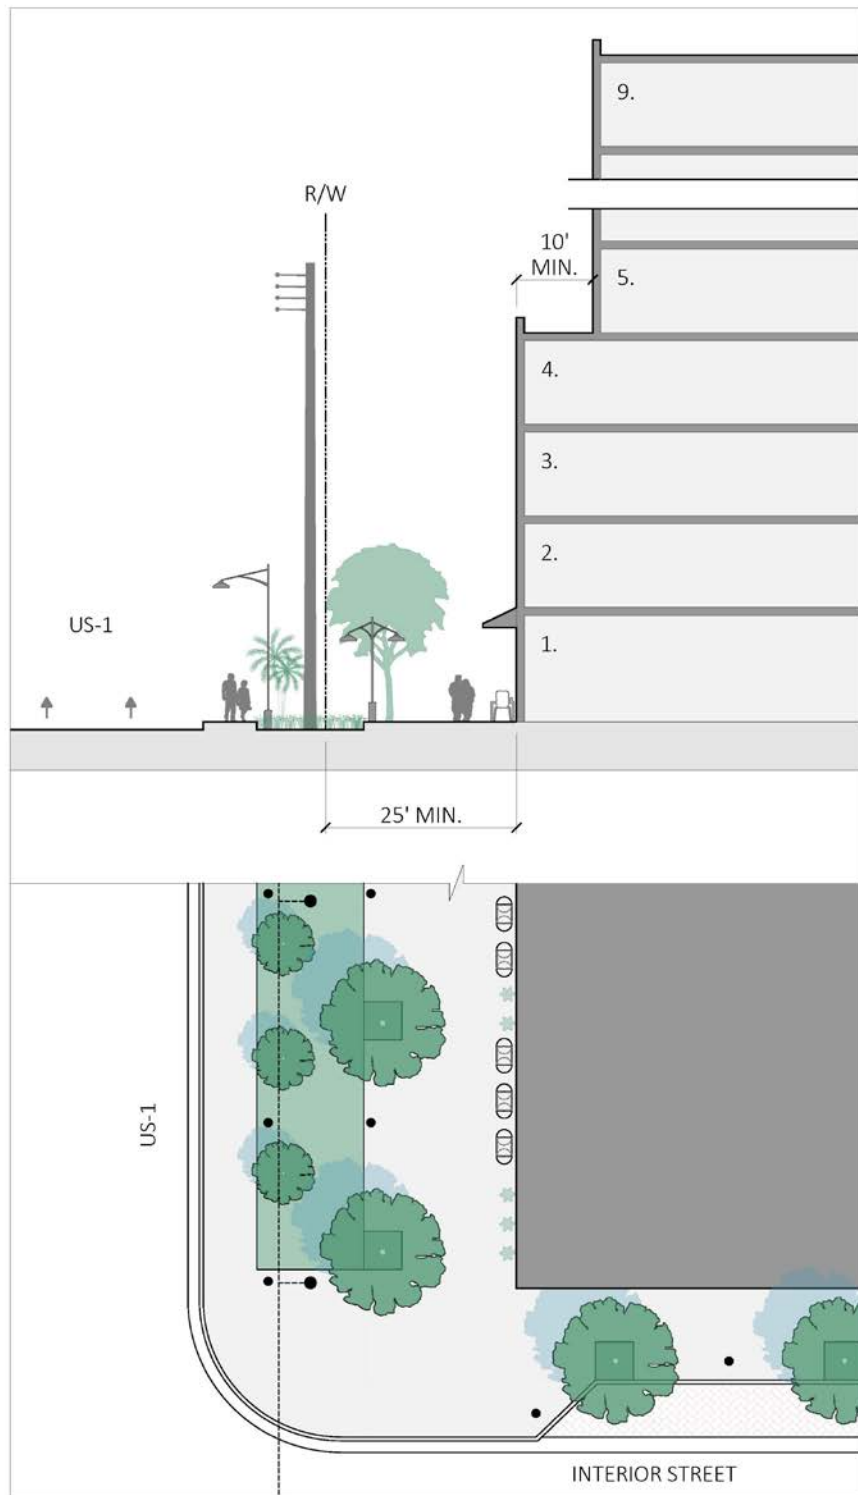 9.
R/W
10'
MIN.
5.
4.
3.
2.
US-1
1.
25' MIN.
US-1
INTERIOR STREET